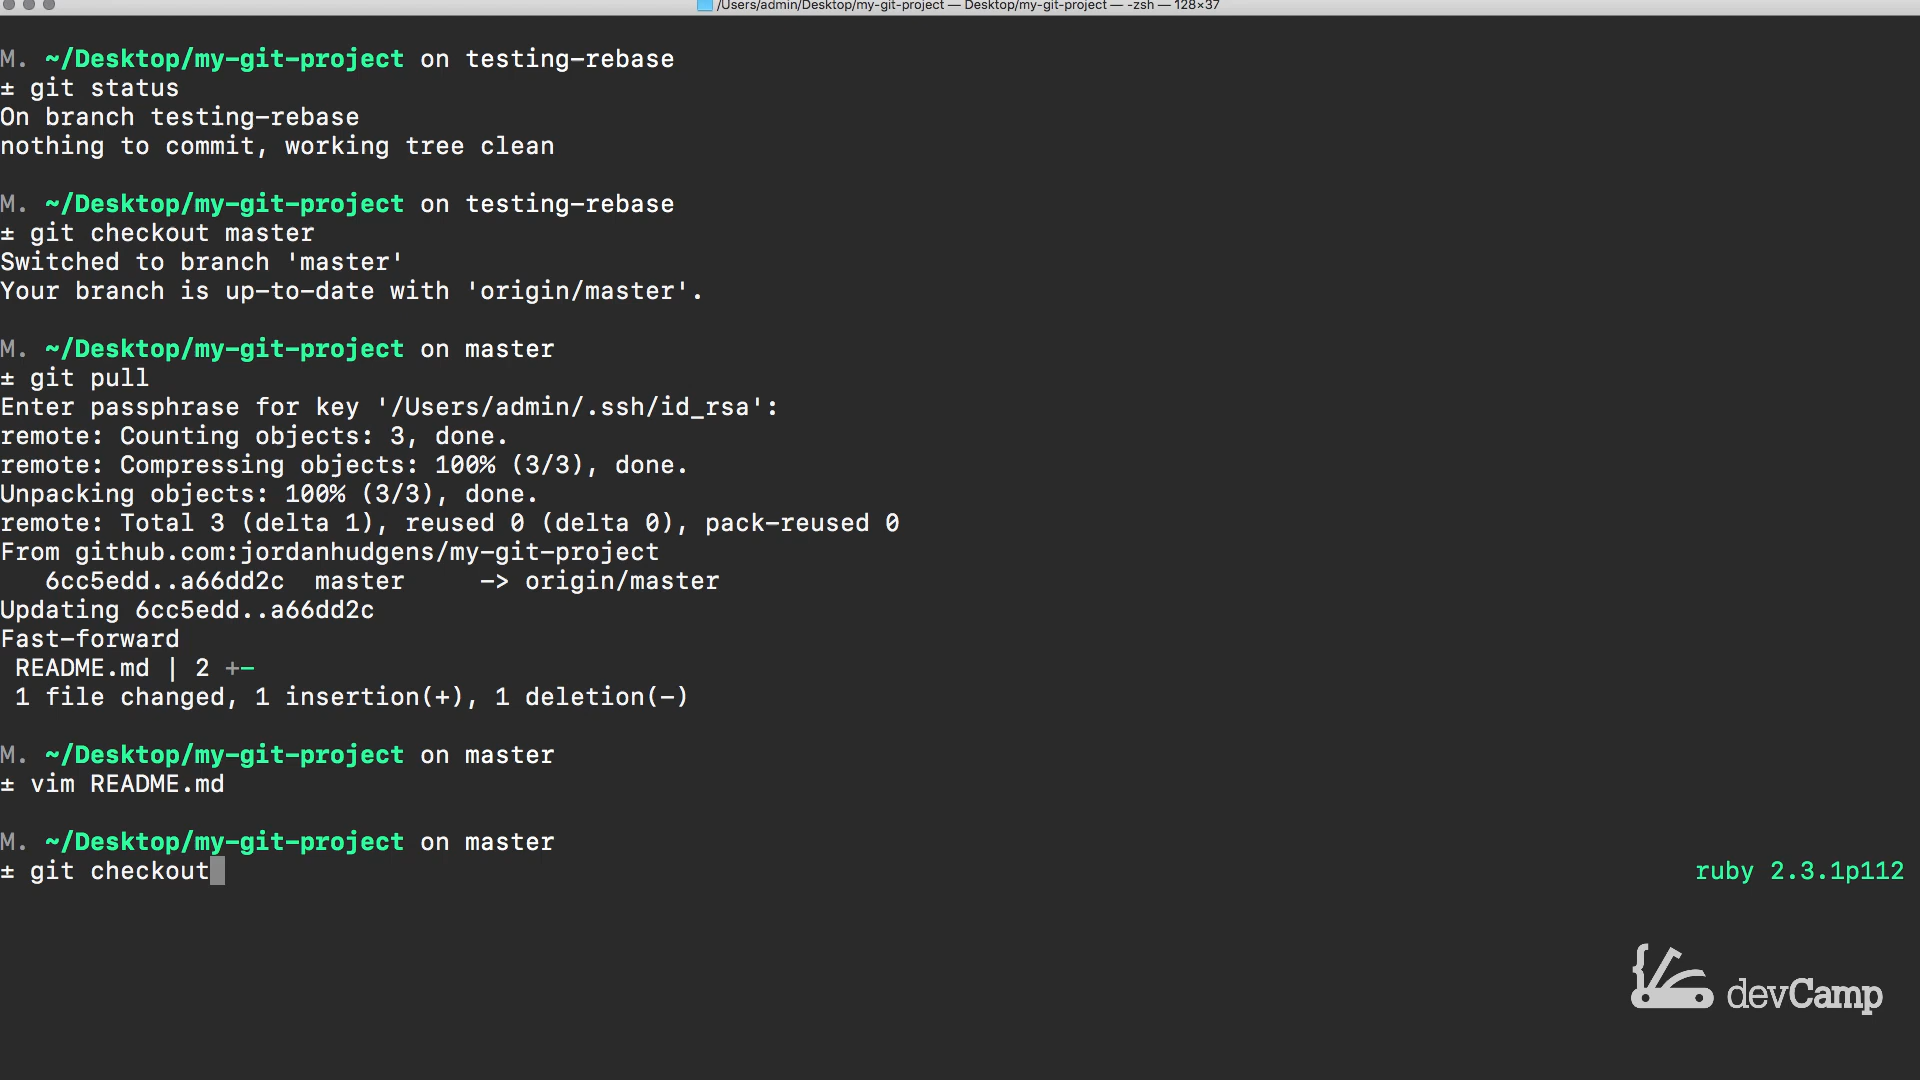 /Users/admin/Desktop/my-git-project — Desktop/my-git-project — -zsh — 128×37
M. ~/Desktop/my-git-project on testing-rebase
± git status
On branch testing-rebase
nothing to commit, working tree clean
M. ~/Desktop/my-git-project on testing-rebase
± git checkout master
Switched to branch 'master'
Your branch is up-to-date with 'origin/master'.
M. ~/Desktop/my-git-project on master
± git pull
Enter passphrase for key '/Users/admin/.ssh/id_rsa':
remote: Counting objects: 3, done.
remote: Compressing objects: 100% (3/3), done.
Unpacking objects: 100% (3/3), done.
remote: Total 3 (delta 1), reused 0 (delta 0), pack-reused 0
From github.com:jordanhudgens/my-git-project
   6cc5edd..a66dd2c  master     -> origin/master
Updating 6cc5edd..a66dd2c
Fast-forward
 README.md | 2 +-
 1 file changed, 1 insertion(+), 1 deletion(-)
M. ~/Desktop/my-git-project on master
± vim README.md
M. ~/Desktop/my-git-project on master
± git checkout ruby 2.3.1p112
devCamp